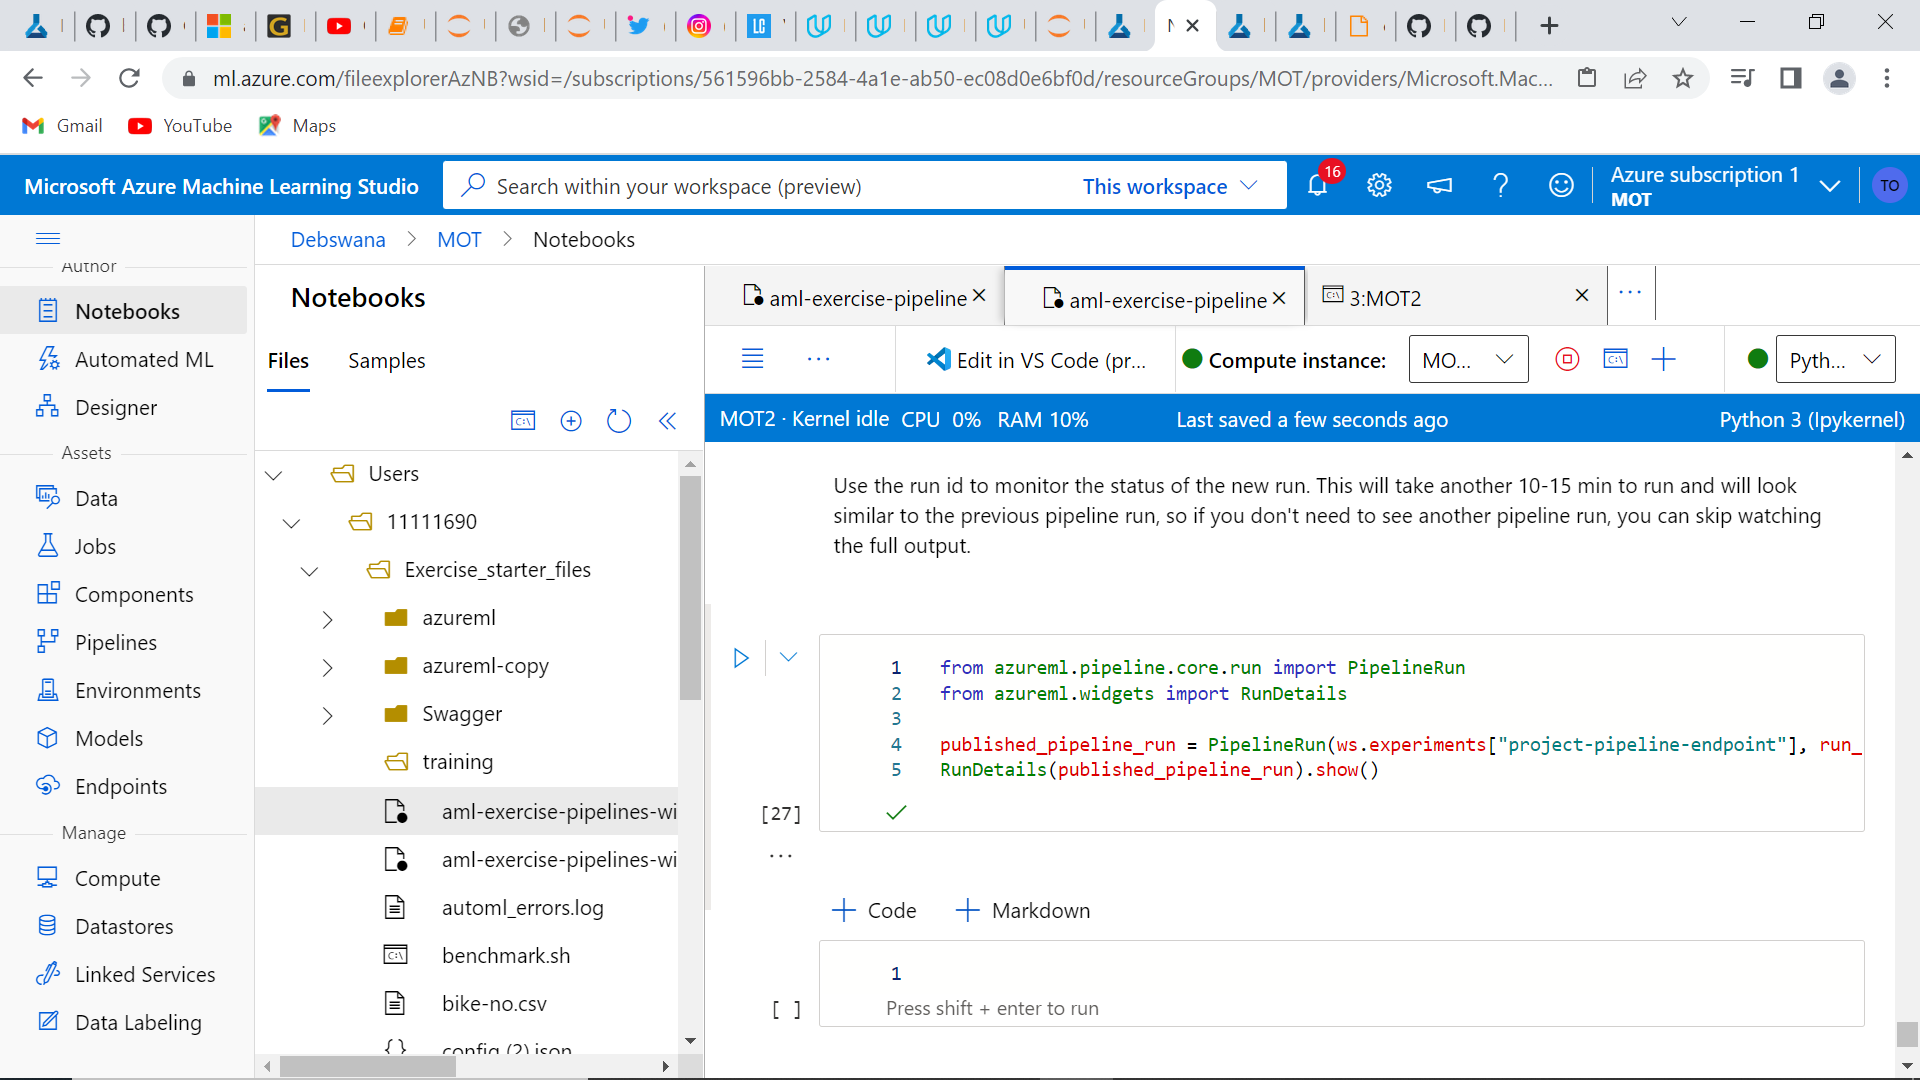 ml.azure.com/fileexplorerAzNB?wsid=/subscriptions/561596bb-2584-4a1e-ab50-ec08d0e6bf0d/resourceGroups/MOT/providers/Microsoft.Mac...
Gmail
YouTube
Maps
Microsoft Azure Machine Learning Studio
Search within your workspace (preview)
This workspace
16
Azure subscription 1
MOT
TO
Debswana
MOT
Notebooks
Author
Notebooks
Automated ML
Designer
Assets
Data
Jobs
Components
Pipelines
Environments
Models
Endpoints
Manage
Compute
Datastores
Linked Services
Data Labeling
Notebooks
Files
Samples
Users
11111690
Exercise_starter_files
azureml
azureml-copy
Swagger
training
aml-exercise-pipelines-wi
aml-exercise-pipelines-wi
automl_errors.log
benchmark.sh
bike-no.csv
config (2).json
aml-exercise-pipeline
aml-exercise-pipeline
3:MOT2
Edit in VS Code (pr...
Compute instance:
MO...
Pyth...
MOT2 · Kernel idle
CPU 0%
RAM 10%
Last saved a few seconds ago
Python 3 (Ipykernel)
Use the run id to monitor the status of the new run. This will take another 10-15 min to run and will look
similar to the previous pipeline run, so if you don't need to see another pipeline run, you can skip watching
the full output.
1 from azureml.pipeline.core.run import PipelineRun
2 from azureml.widgets import RunDetails
3
4 published_pipeline_run = PipelineRun(ws.experiments["project-pipeline-endpoint"], run_
5 RunDetails(published_pipeline_run).show()
[27]
...
Code
Markdown
1
[ ]
Press shift + enter to run